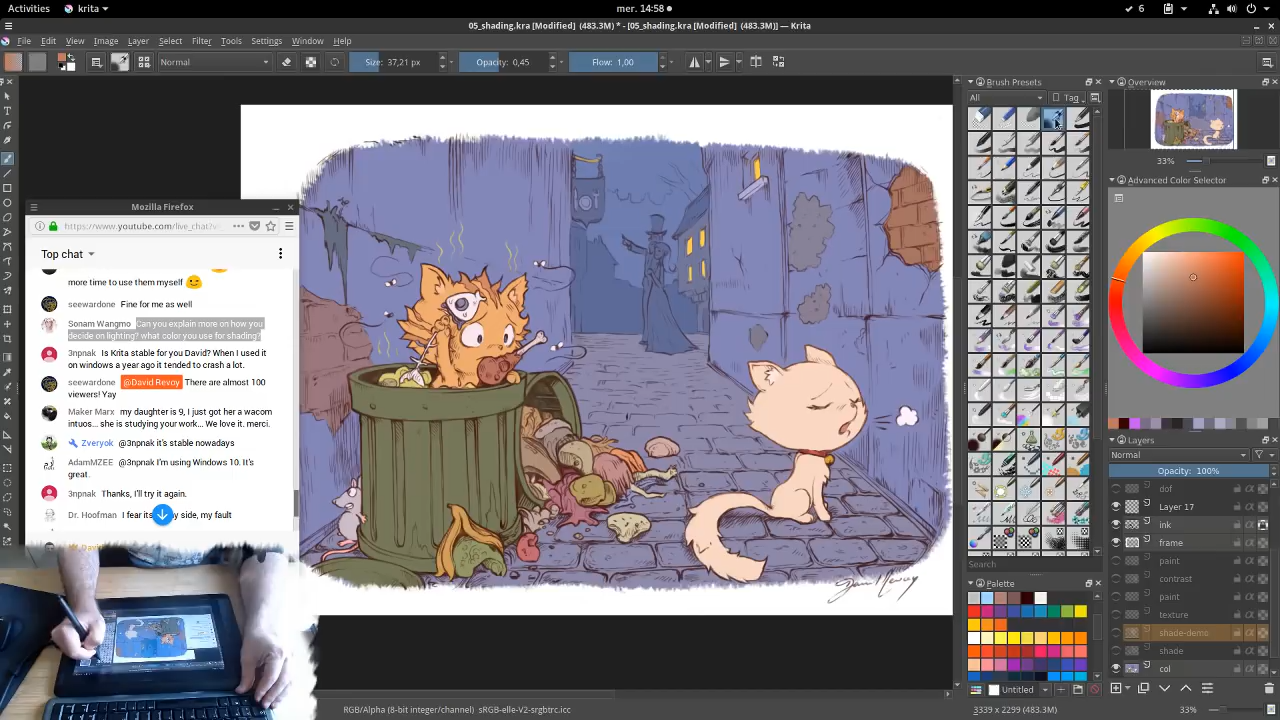 Activities
krita
mer. 14:58
6
05_shading.kra [Modified] (483.3M) * - [05_shading.kra [Modified] (483.3M)] — Krita
File Edit View Image Layer Select Filter Tools Settings Window Help
Normal
Size: 37,21 px
Opacity: 0,45
Flow: 1,00
Mozilla Firefox
https://www.youtube.com/live_chat?v
Top chat
more time to use them myself
seewardone Fine for me as well
Sonam Wangmo Can you explain more on how you
decide on lighting? what color you use for shading?
3npnak Is Krita stable for you David? When I used it
on windows a year ago it tended to crash a lot.
seewardone @David Revoy There are almost 100
viewers! Yay
Maker Marx my daughter is 9, I just got her a wacom
intuos... she is studying your work. We love it. merci.
Zveryok @3npnak it's stable nowadays
AdamMZEE @3npnak I'm using Windows 10. It's
great.
3npnak Thanks, I'll try it again.
Dr. Hoofman I fear its my side, my fault
Brush Presets
All
Tag
Search
Palette
Untitled
Overview
33%
Advanced Color Selector
Layers
Normal
Opacity: 100%
dof
Layer 17
ink
frame
paint
contrast
paint
texture
shade-demo
shade
col
RGB/Alpha (8-bit integer/channel) sRGB-elle-V2-srgbtrc.icc
3339 x 2299 (483.3M)
33%